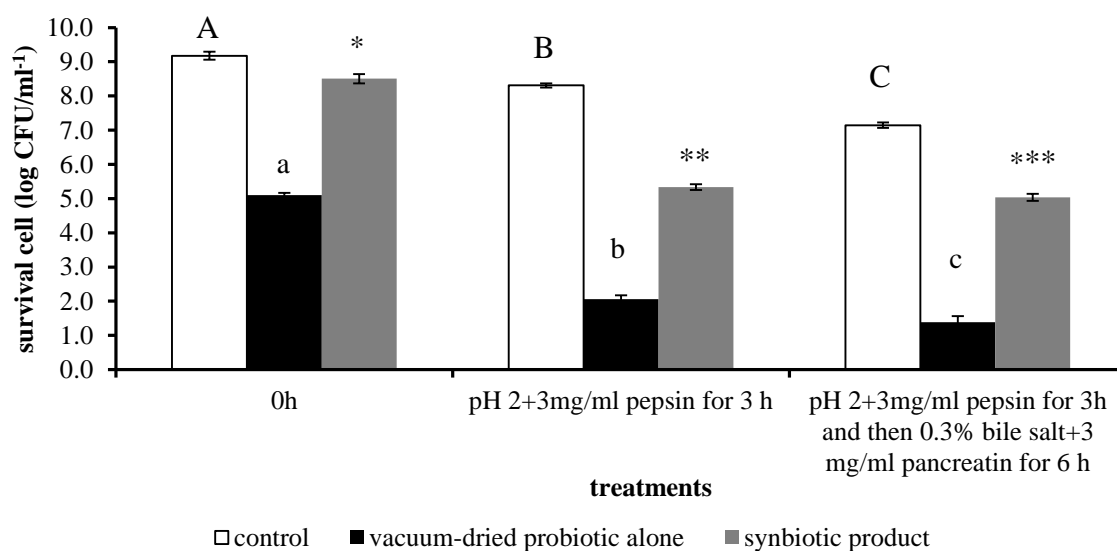 survival cell (log CFU/ml-1)
10.0
9.0
8.0
7.0
6.0
5.0
4.0
3.0
2.0
1.0
0.0
A
a
*
B
b
**
C
c
***
0h
pH 2+3mg/ml pepsin for 3 h
pH 2+3mg/ml pepsin for 3h
and then 0.3% bile salt+3
mg/ml pancreatin for 6 h
treatments
control vacuum-dried probiotic alone synbiotic product